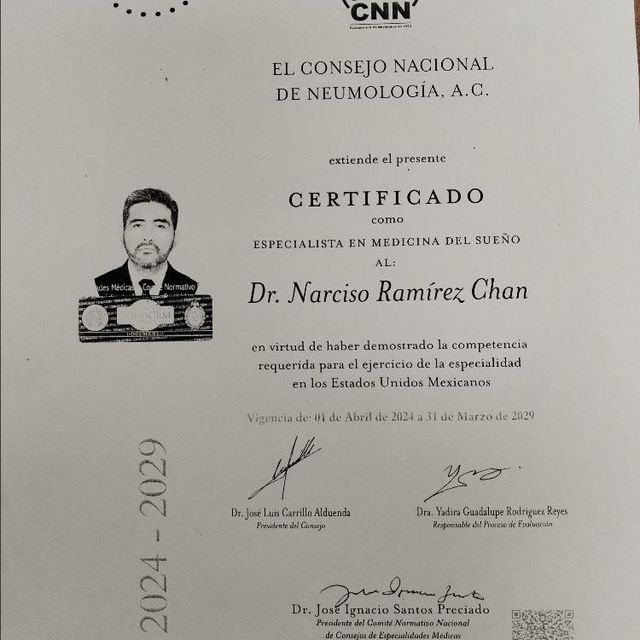 CNN
EL CONSEJO NACIONAL
DE NEUMOLOGÍA, A.C.
extiende el presente
CERTIFICADO
como
ESPECIALISTA EN MEDICINA DEL SUEÑO
AL:
Dr. Narciso Ramírez Chan
des Médicas Normativo
en virtud de haber demostrado la competencia
requerida para el ejercicio de la especialidad
en los Estados Unidos Mexicanos
Vigencia de: 01 de Abril de 2024 a 31 de Marzo de 2029
2024 - 2029
Dr. José Luis Carrillo Alduenda
Presidente del Consejo
Dra. Yadira Guadalupe Rodríguez Reyes
Responsable del Proceso de Evaluación
Dr. José Ignacio Santos Preciado
Presidente del Comité Normativo Nacional
de Consejos de Especialidades Médicas